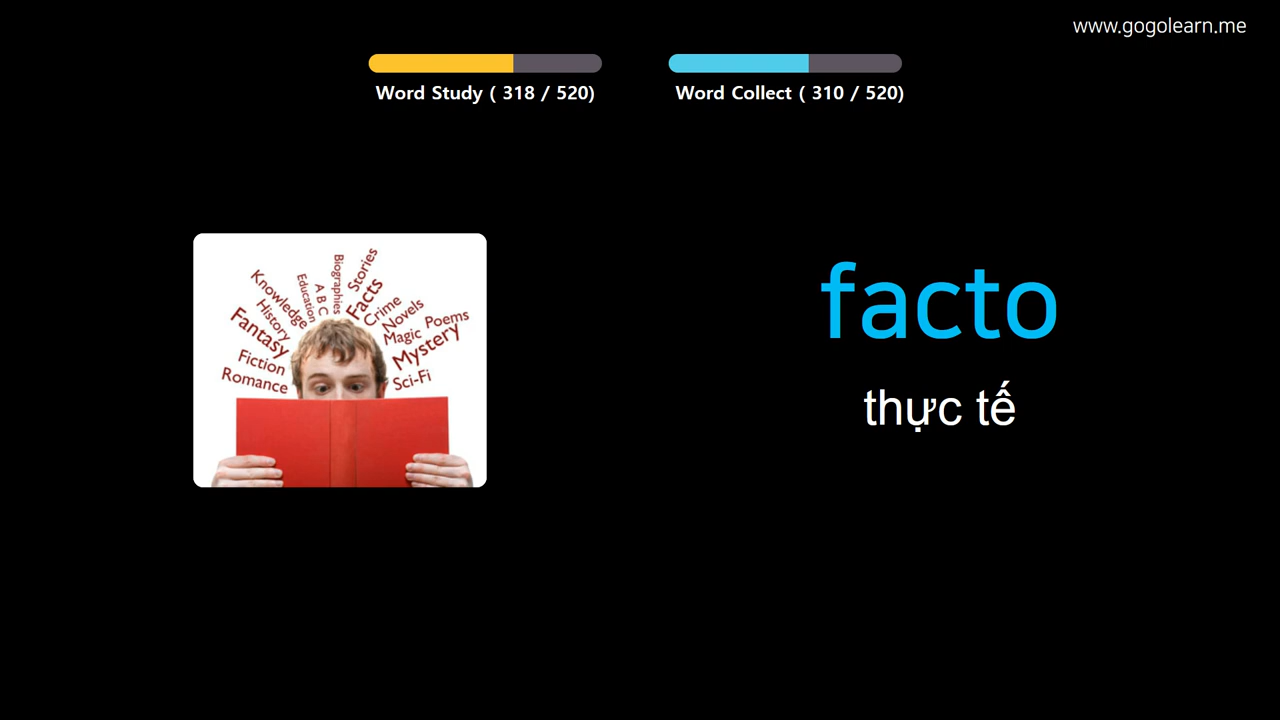 www.gogolearn.me
Word Study ( 318 / 520)
Word Collect ( 310 / 520)
Knowledge
History
Fantasy
Fiction
Romance
Education
A B C
Biographies
Stories
Facts
Crime
Novels
Magic
Poems
Mystery
Sci-Fi
facto
thực tế